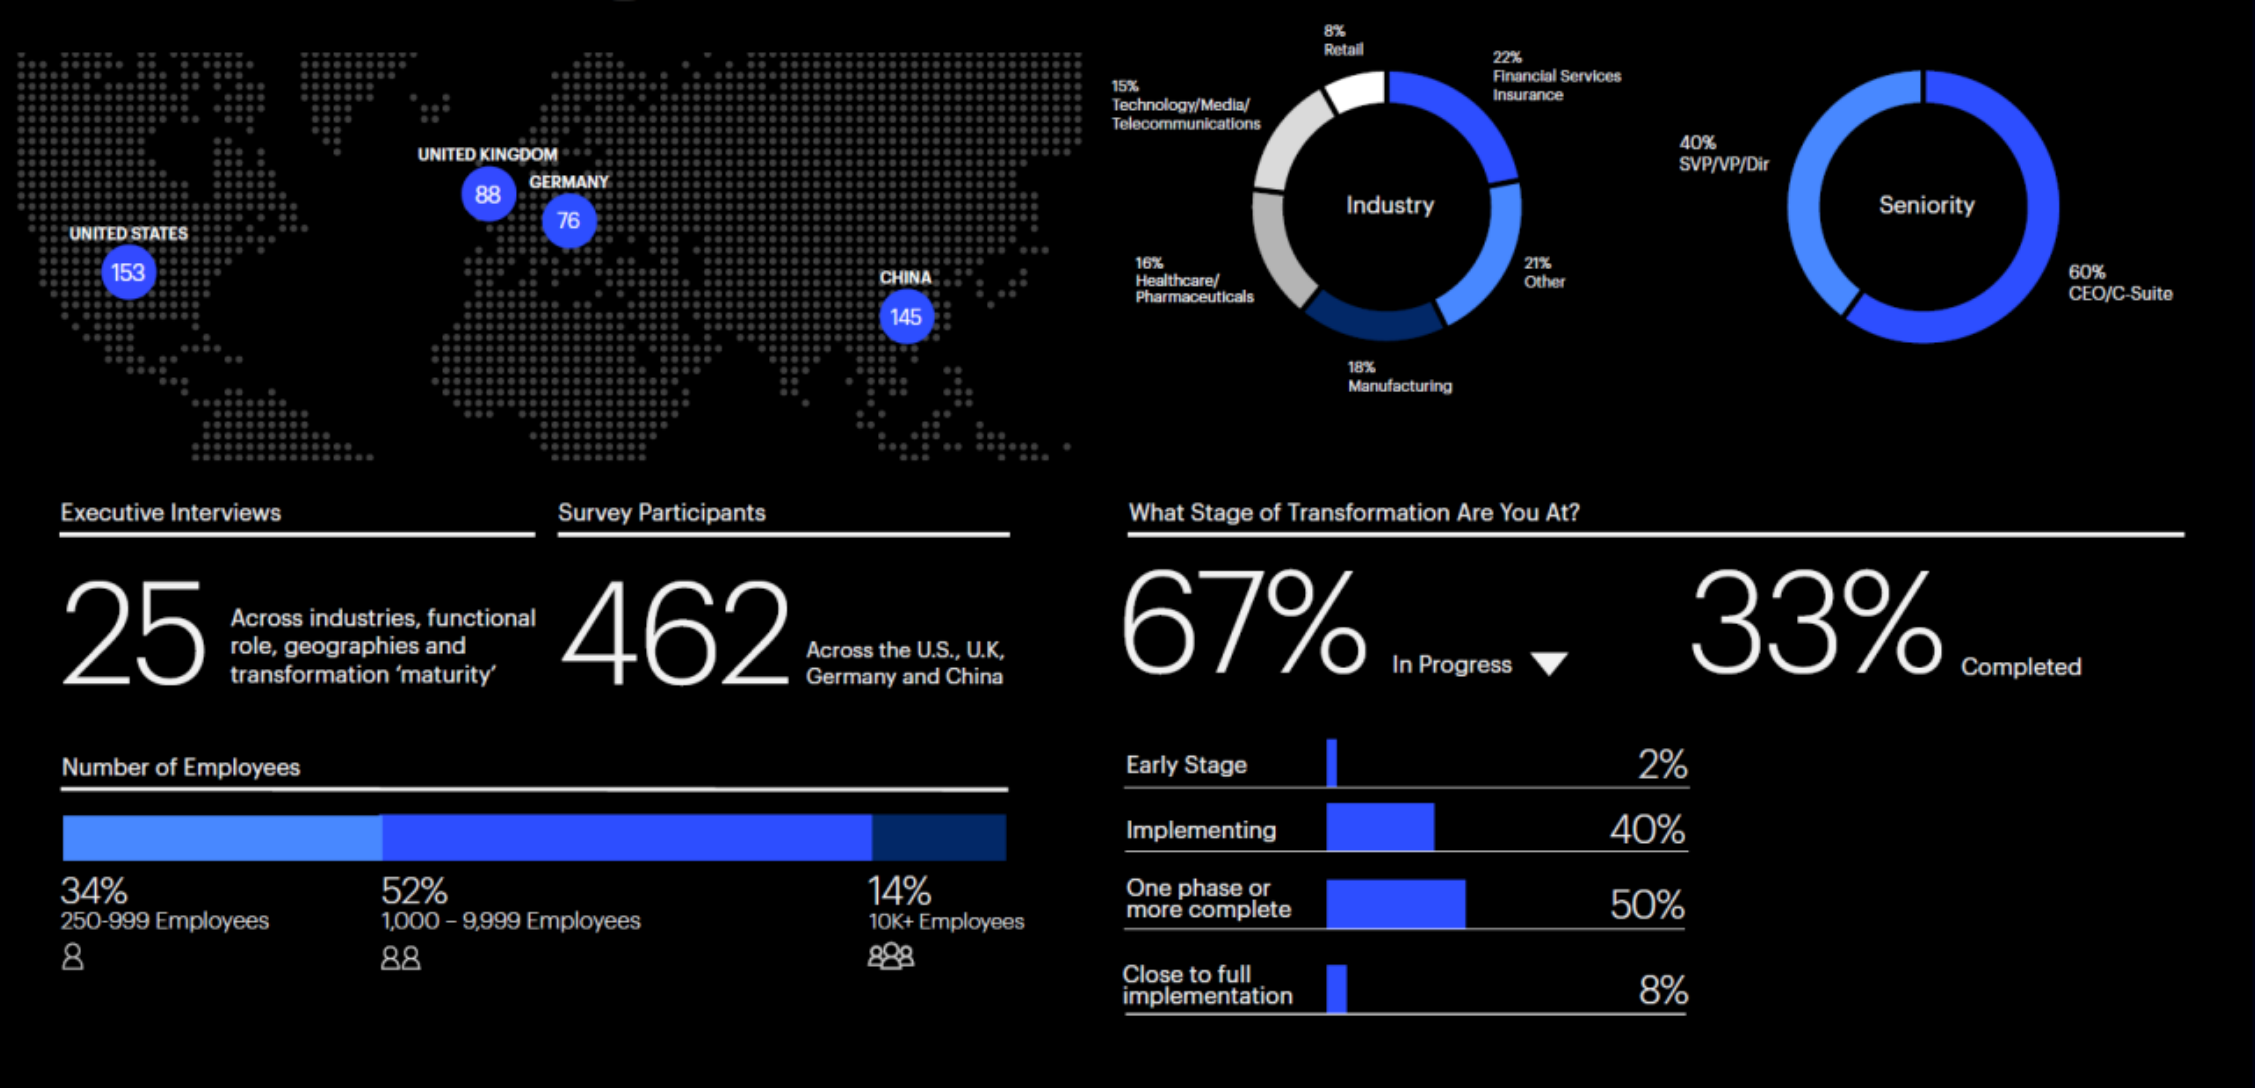 UNITED KINGDOM
88
GERMANY
76
UNITED STATES
153
CHINA
145
8%
Retail
22%
Financial Services
Insurance
15%
Technology/Media/
Telecommunications
Industry
16%
Healthcare/
Pharmaceuticals
21%
Other
18%
Manufacturing
40%
SVP/VP/Dir
Seniority
60%
CEO/C-Suite
Executive Interviews
25
Across industries, functional
role, geographies and
transformation ‘maturity’
Survey Participants
462
Across the U.S., U.K,
Germany and China
What Stage of Transformation Are You At?
67%
In Progress
33%
Completed
Number of Employees
34%
250-999 Employees
52%
1,000 – 9,999 Employees
14%
10K+ Employees
Early Stage
2%
Implementing
40%
One phase or
more complete
50%
Close to full
implementation
8%